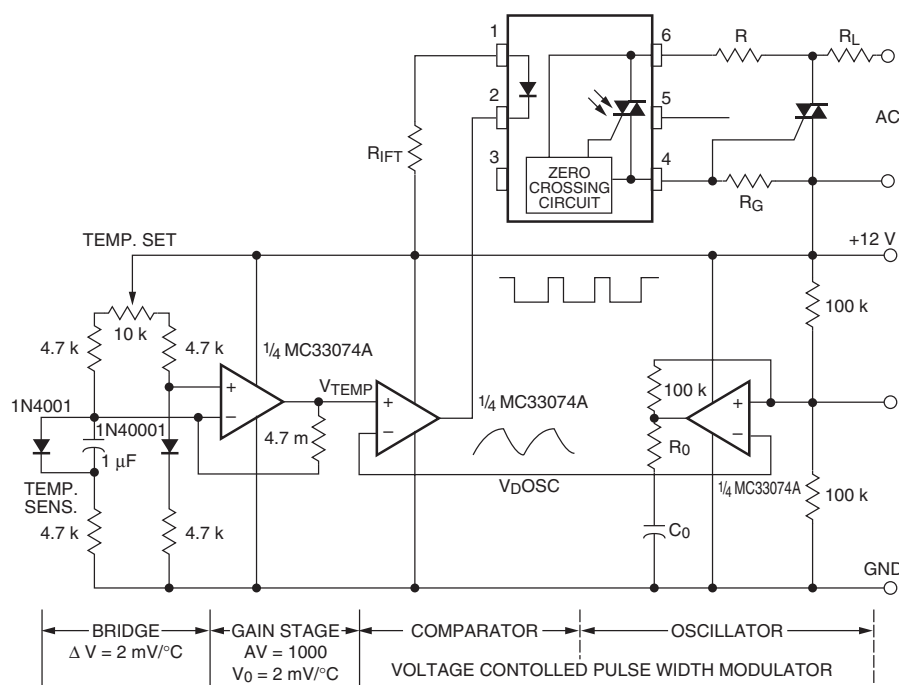 1
6
R
RL
2
5
AC
RIFT
3
4
ZERO
CROSSING
CIRCUIT
RG
TEMP. SET
+12 V
10 k
100 k
4.7 k
4.7 k
1/4 MC33074A
VTEMP
1/4 MC33074A
100 k
1N4001
1N40001
+
–
+
–
+
–
4.7 m
R0
1 µF
VDOSC
1/4 MC33074A
TEMP.
SENS.
100 k
4.7 k
4.7 k
C0
GND
BRIDGE
∆ V = 2 mV/°C
GAIN STAGE
AV = 1000
V0 = 2 mV/°C
COMPARATOR
OSCILLATOR
VOLTAGE CONTOLLED PULSE WIDTH MODULATOR